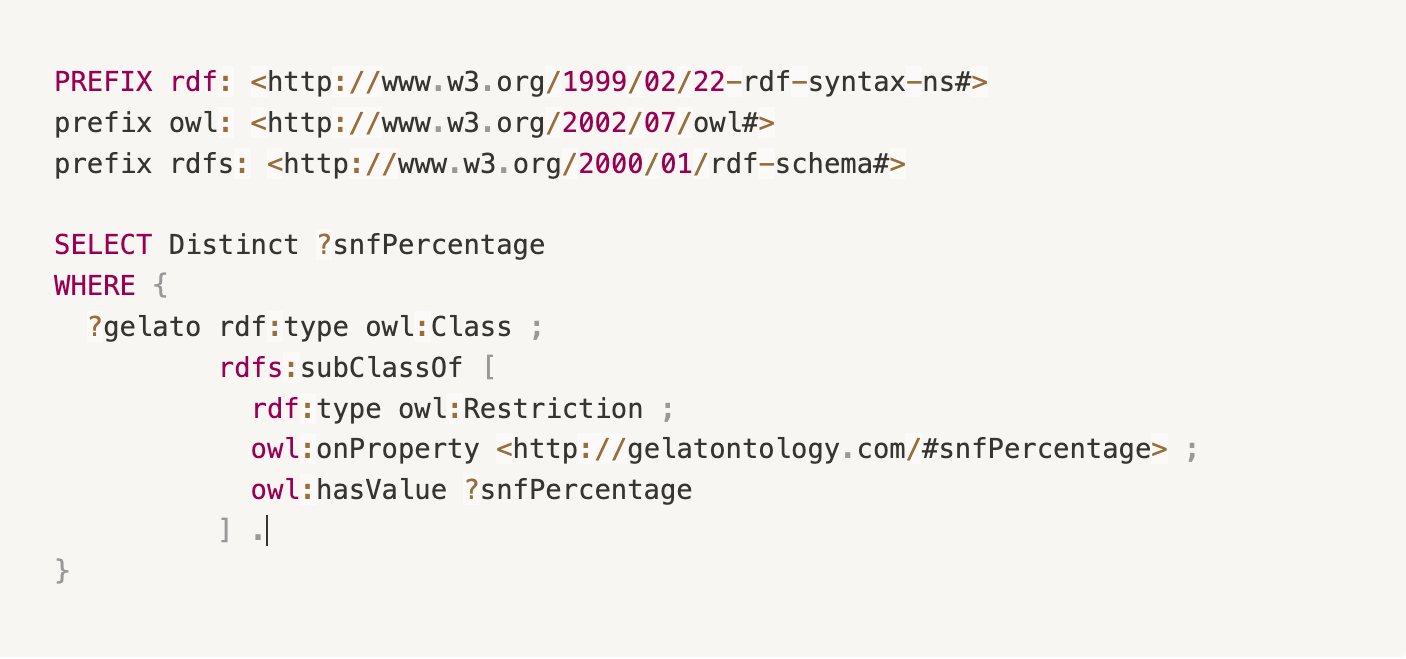 PREFIX rdf: <http://www.w3.org/1999/02/22-rdf-syntax-ns#>
prefix owl: <http://www.w3.org/2002/07/owl#>
prefix rdfs: <http://www.w3.org/2000/01/rdf-schema#>

SELECT Distinct ?snfPercentage
WHERE {
  ?gelato rdf:type owl:Class ;
          rdfs:subClassOf [
            rdf:type owl:Restriction ;
            owl:onProperty <http://gelatontology.com/#snfPercentage> ;
            owl:hasValue ?snfPercentage
          ] .
}